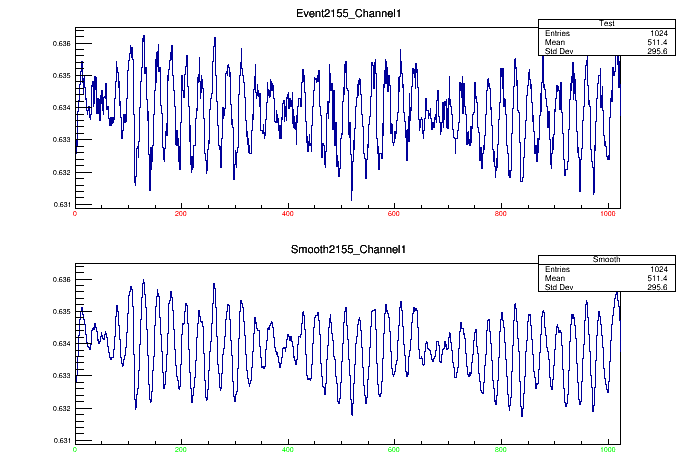 Event2155_Channel1
Test
Entries 1024
Mean 511.4
Std Dev 295.6
0.636
0.635
0.634
0.633
0.632
0.631
0 200 400 600 800 1000
Smooth2155_Channel1
Smooth
Entries 1024
Mean 511.4
Std Dev 295.6
0.636
0.635
0.634
0.633
0.632
0.631
0 200 400 600 800 1000